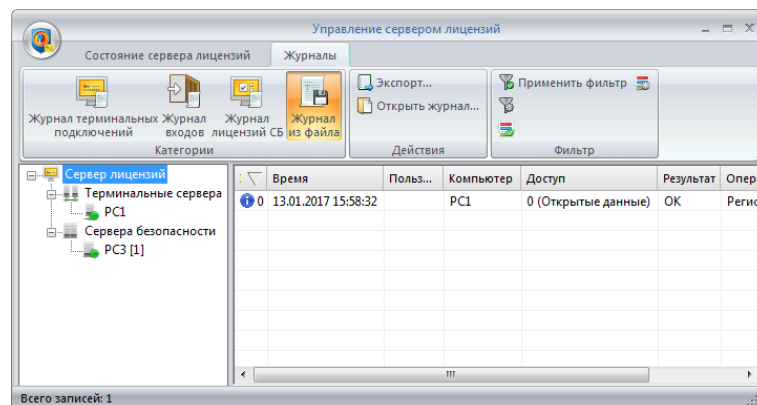 Управление сервером лицензий
Состояние сервера лицензий Журналы
Журнал терминальных подключений
Журнал входов
Журнал лицензий СБ
Журнал из файла
Категории
Экспорт...
Открыть журнал...
Действия
Применить фильтр
Фильтр
Сервер лицензий
Терминальные сервера
PC1
Сервера безопасности
PC3 [1]
Время Польз... Компьютер Доступ Результат Опер
0 13.01.2017 15:58:32 PC1 0 (Открытые данные) OK Регис
Всего записей: 1